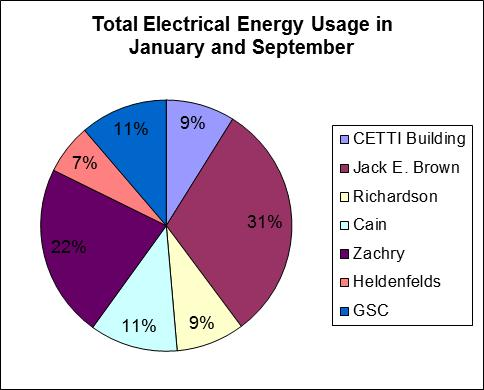 Total Electrical Energy Usage in
January and September
9%
31%
9%
11%
22%
7%
11%
CETTI Building
Jack E. Brown
Richardson
Cain
Zachry
Heldenfelds
GSC